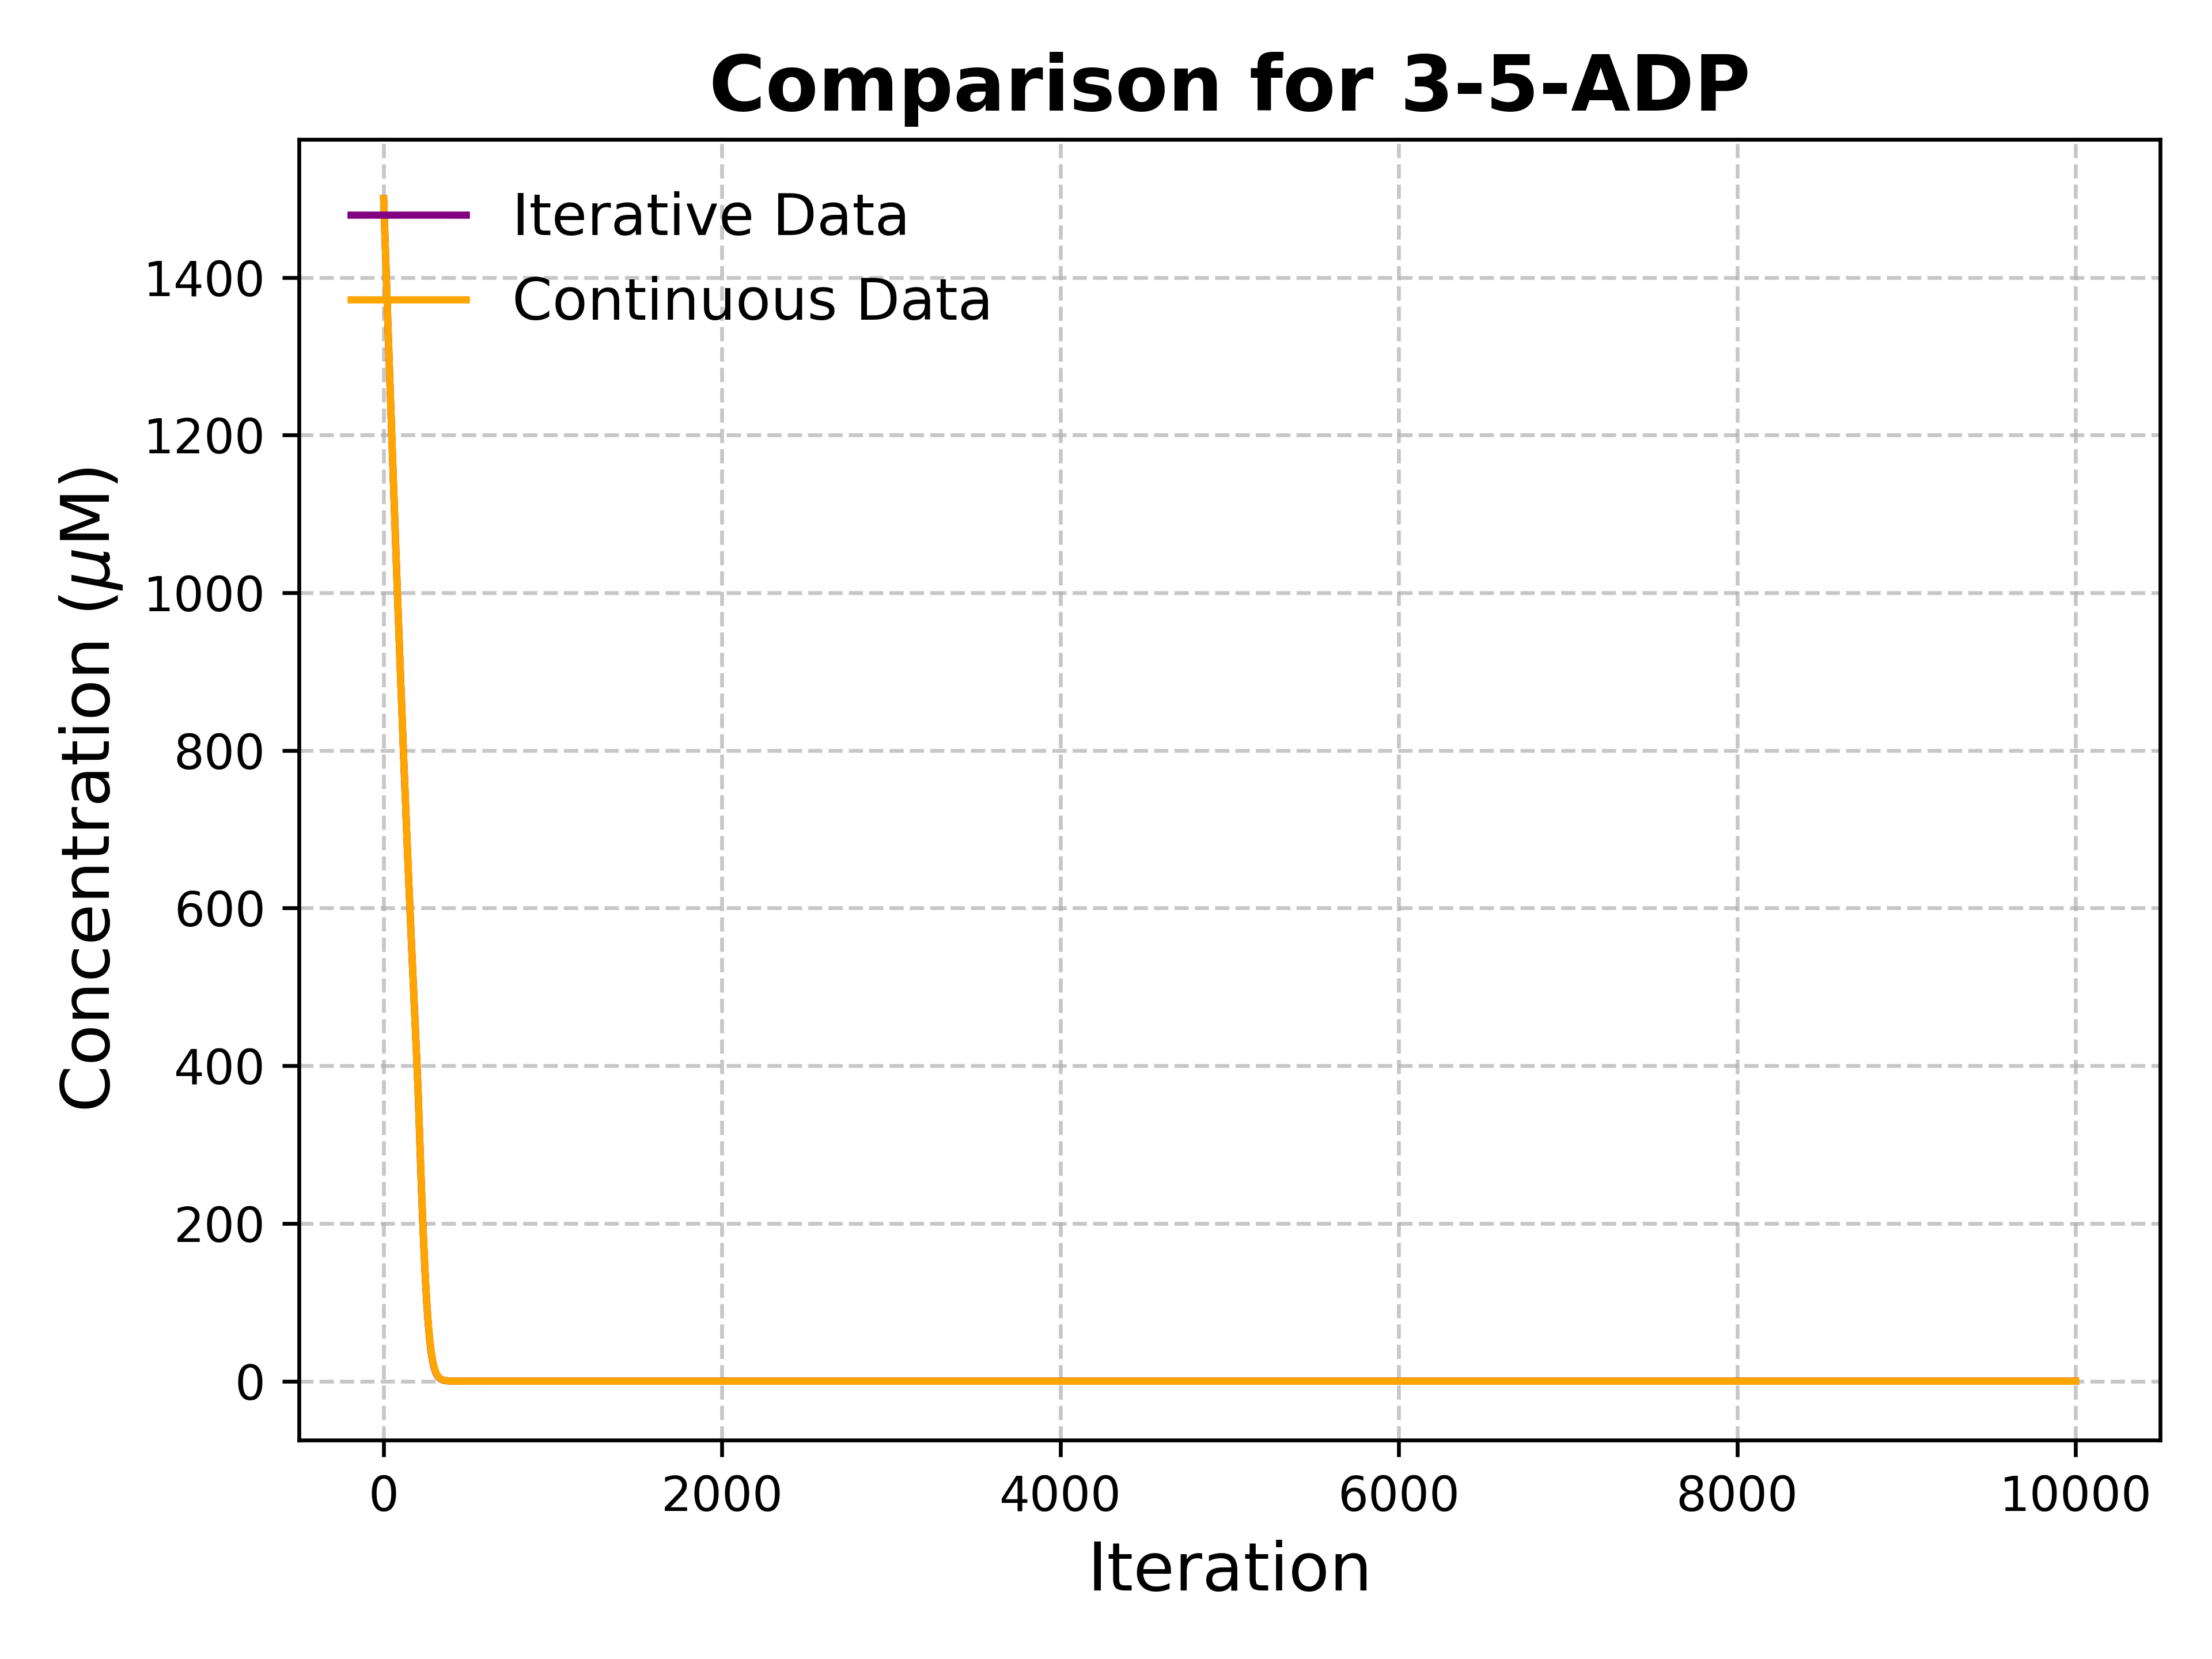 Comparison for 3-5-ADP
Iterative Data
Continuous Data
Concentration (μM)
1400
1200
1000
800
600
400
200
0
0 2000 4000 6000 8000 10000
Iteration